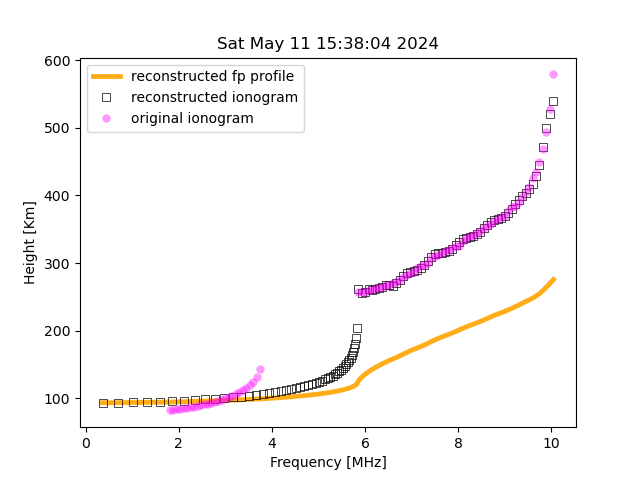 Sat May 11 15:38:04 2024
reconstructed fp profile
reconstructed ionogram
original ionogram
600
500
400
300
200
100
Height [Km]
0 2 4 6 8 10
Frequency [MHz]